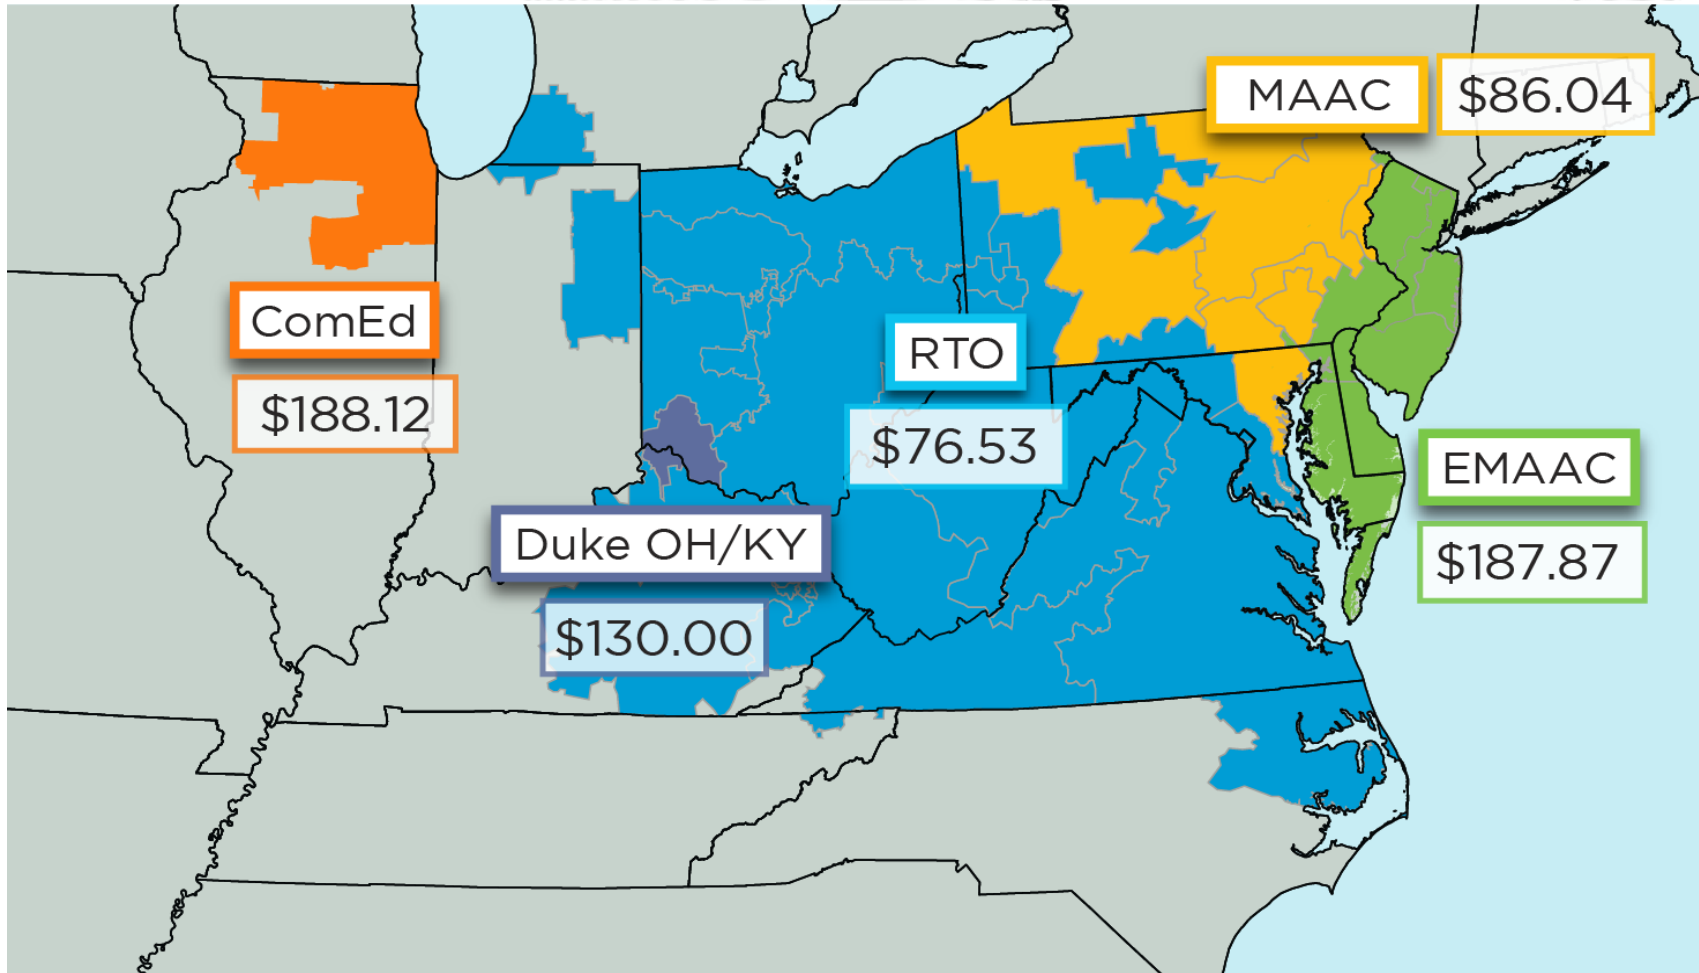 MAAC $86.04
ComEd
$188.12
RTO
$76.53
EMAAC
$187.87
Duke OH/KY
$130.00